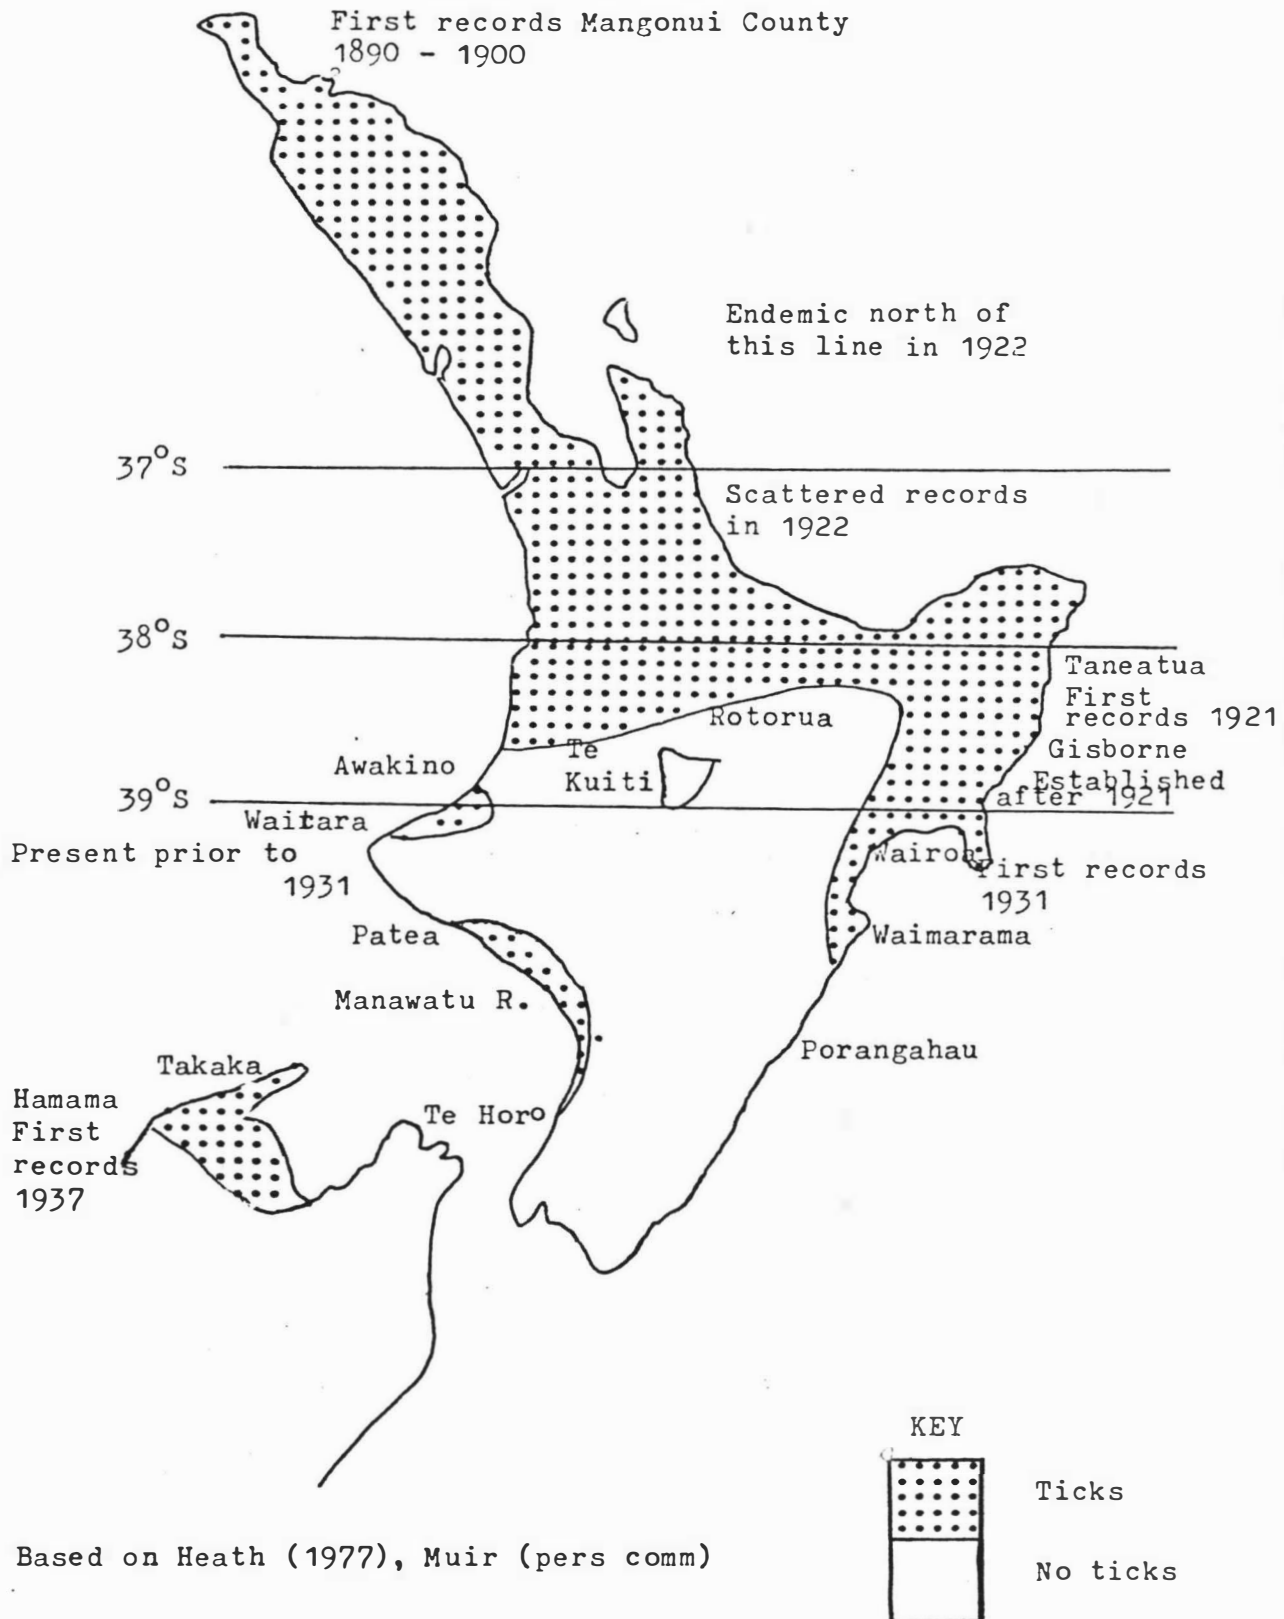 First records Mangonui County
1890 - 1900
Endemic north of
this line in 1922
37°S
Scattered records
in 1922
38°S
Taneatua
First
records 1921
Rotorua
Gisborne
Te
Kuiti
Awakino
Established
after 1921
39°S
Waitara
Present prior to
1931
Wairoa
First records
1931
Patea
Waimarama
Manawatu R.
Porangahau
Takaka
Hamama
First
records
1937
Te Horo
KEY
Ticks
No ticks
Based on Heath (1977), Muir (pers comm)